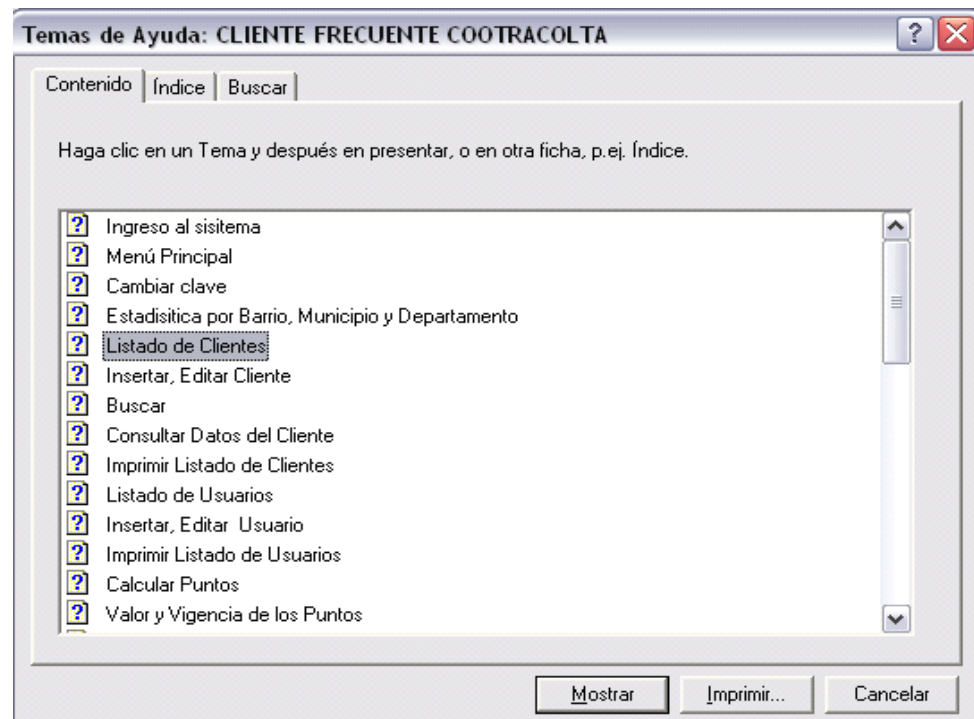 Temas de Ayuda: CLIENTE FRECUENTE COOTRACOLTA
Contenido Índice Buscar
Haga clic en un Tema y después en presentar, o en otra ficha, p.ej. Índice.
Ingreso al sisitema
Menú Principal
Cambiar clave
Estadisitica por Barrio, Municipio y Departamento
Listado de Clientes
Insertar, Editar Cliente
Buscar
Consultar Datos del Cliente
Imprimir Listado de Clientes
Listado de Usuarios
Insertar, Editar Usuario
Imprimir Listado de Usuarios
Calcular Puntos
Valor y Vigencia de los Puntos
Mostrar Imprimir... Cancelar